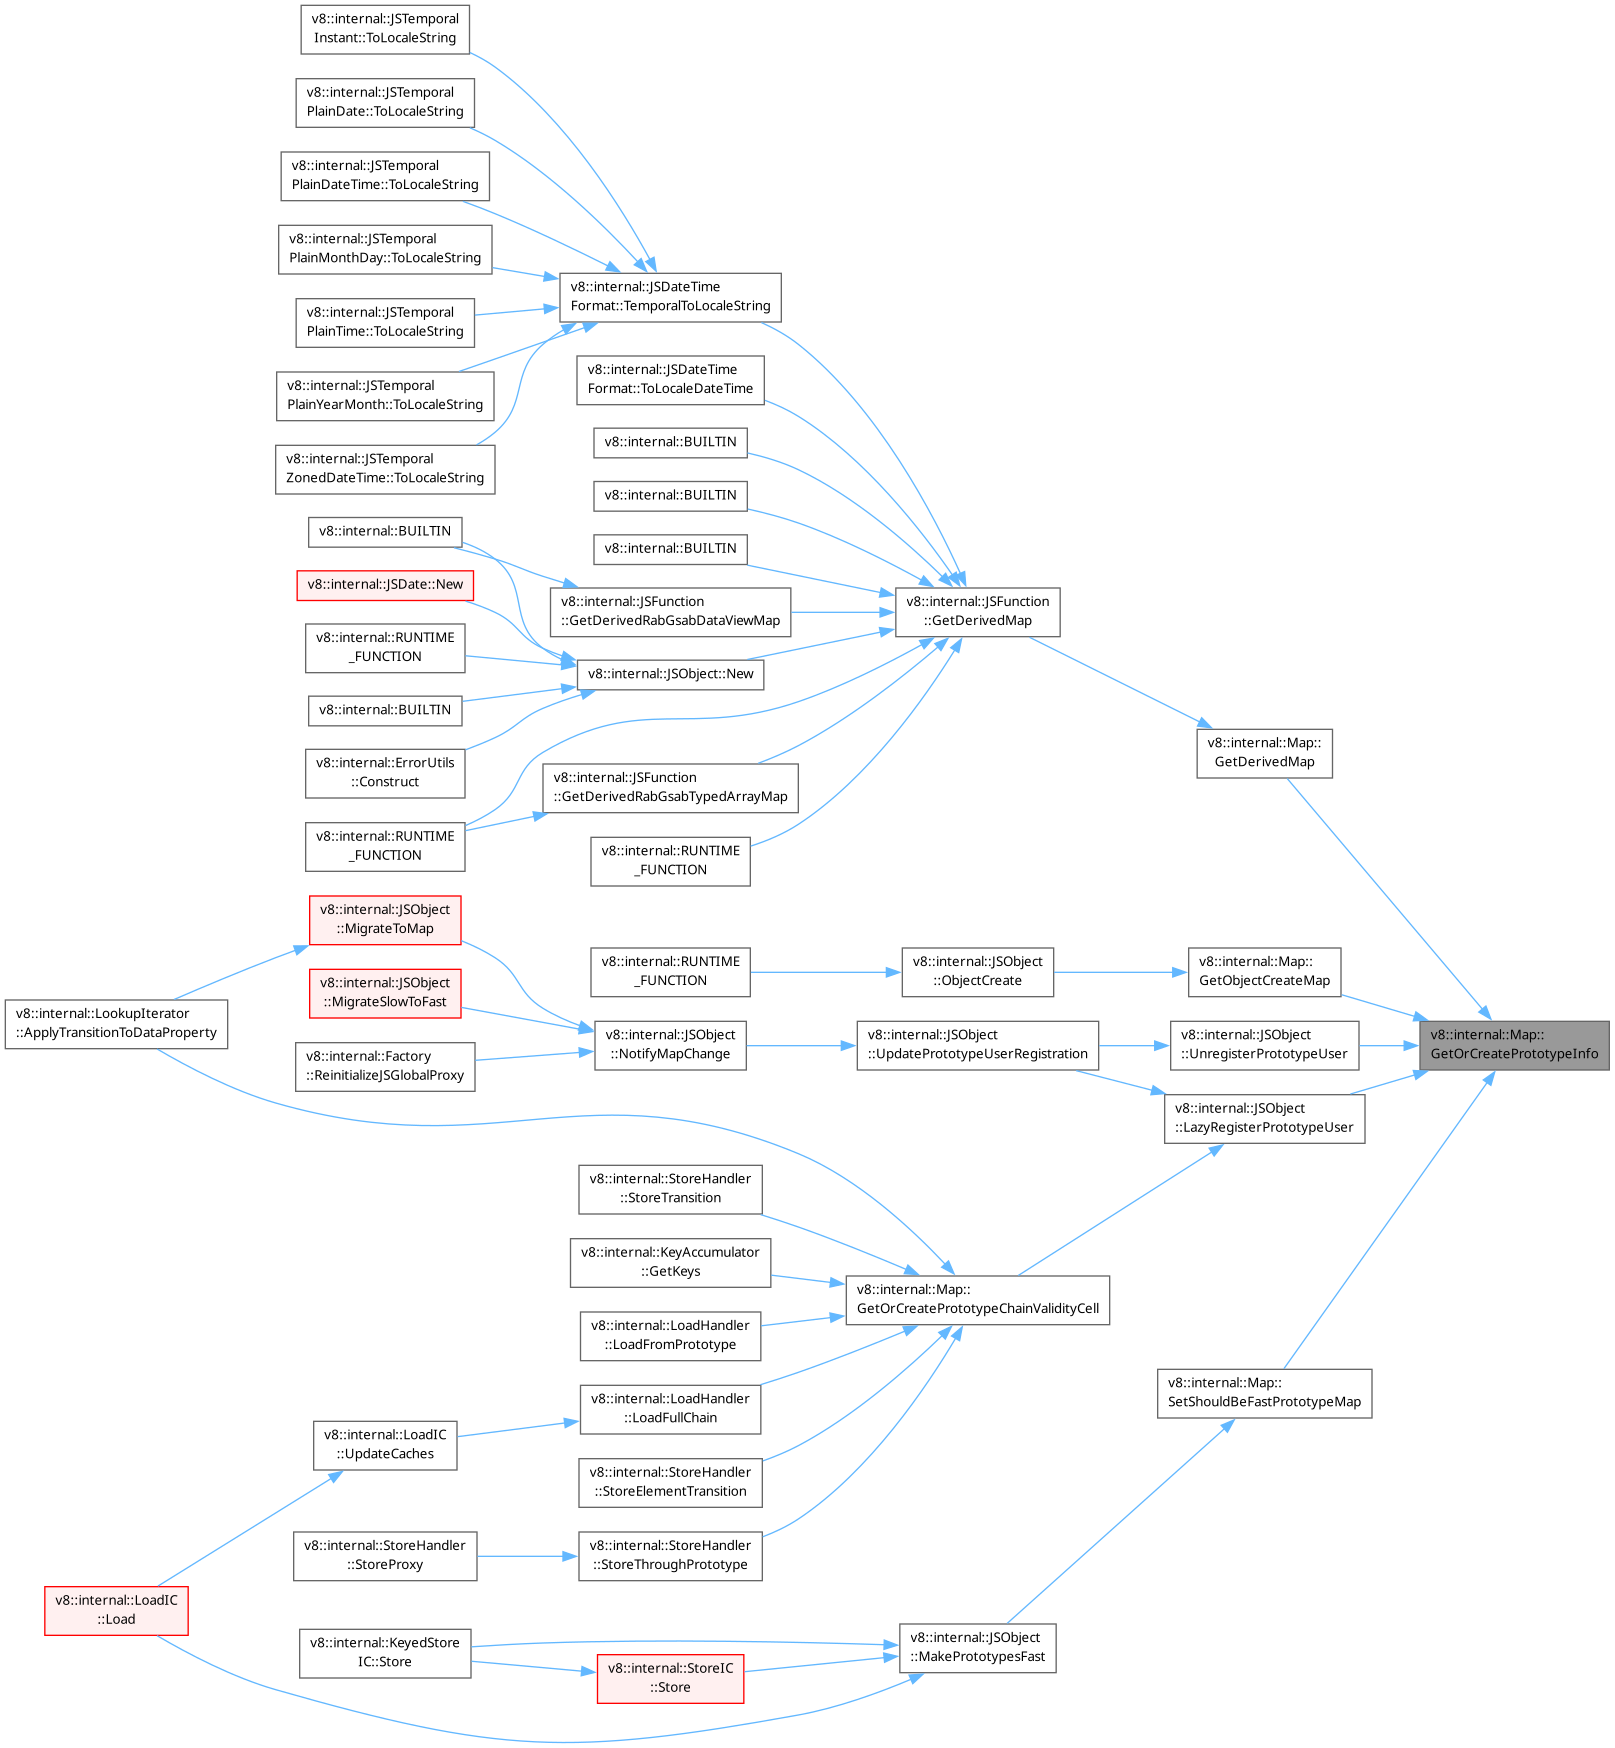 v8::internal::JSTemporal
Instant::ToLocaleString
v8::internal::JSTemporal
PlainDate::ToLocaleString
v8::internal::JSTemporal
PlainDateTime::ToLocaleString
v8::internal::JSTemporal
PlainMonthDay::ToLocaleString
v8::internal::JSTemporal
PlainTime::ToLocaleString
v8::internal::JSTemporal
PlainYearMonth::ToLocaleString
v8::internal::JSTemporal
ZonedDateTime::ToLocaleString
v8::internal::JSDateTime
Format::TemporalToLocaleString
v8::internal::JSDateTime
Format::ToLocaleDateTime
v8::internal::BUILTIN
v8::internal::BUILTIN
v8::internal::BUILTIN
v8::internal::BUILTIN
v8::internal::JSDate::New
v8::internal::RUNTIME
_FUNCTION
v8::internal::BUILTIN
v8::internal::ErrorUtils
::Construct
v8::internal::RUNTIME
_FUNCTION
v8::internal::JSFunction
::GetDerivedRabGsabDataViewMap
v8::internal::JSObject::New
v8::internal::JSFunction
::GetDerivedRabGsabTypedArrayMap
v8::internal::RUNTIME
_FUNCTION
v8::internal::JSFunction
::GetDerivedMap
v8::internal::Map::
GetDerivedMap
v8::internal::JSObject
::MigrateToMap
v8::internal::JSObject
::MigrateSlowToFast
v8::internal::Factory
::ReinitializeJSGlobalProxy
v8::internal::LookupIterator
::ApplyTransitionToDataProperty
v8::internal::RUNTIME
_FUNCTION
v8::internal::JSObject
::NotifyMapChange
v8::internal::JSObject
::ObjectCreate
v8::internal::JSObject
::UpdatePrototypeUserRegistration
v8::internal::Map::
GetObjectCreateMap
v8::internal::JSObject
::UnregisterPrototypeUser
v8::internal::JSObject
::LazyRegisterPrototypeUser
v8::internal::Map::
GetOrCreatePrototypeInfo
v8::internal::StoreHandler
::StoreTransition
v8::internal::KeyAccumulator
::GetKeys
v8::internal::LoadHandler
::LoadFromPrototype
v8::internal::LoadHandler
::LoadFullChain
v8::internal::StoreHandler
::StoreElementTransition
v8::internal::StoreHandler
::StoreThroughPrototype
v8::internal::Map::
GetOrCreatePrototypeChainValidityCell
v8::internal::LoadIC
::UpdateCaches
v8::internal::StoreHandler
::StoreProxy
v8::internal::LoadIC
::Load
v8::internal::Map::
SetShouldBeFastPrototypeMap
v8::internal::KeyedStore
IC::Store
v8::internal::StoreIC
::Store
v8::internal::JSObject
::MakePrototypesFast